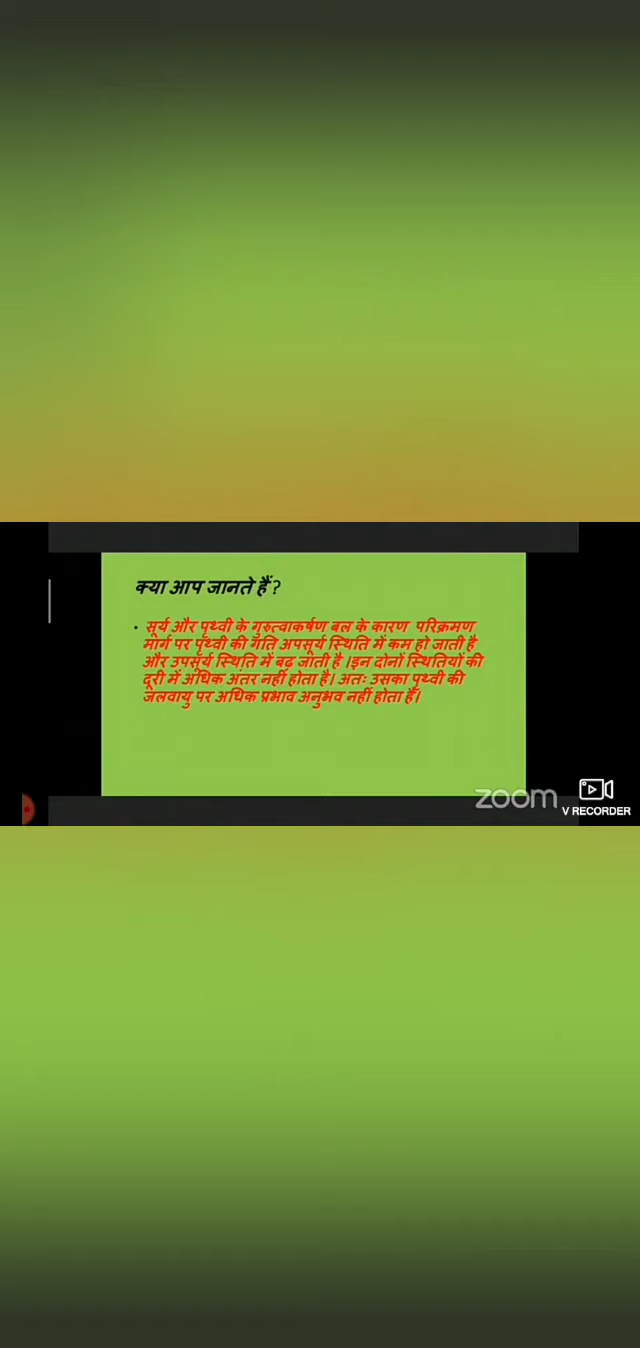 क्या आप जानते हैं ?
• सूर्य और पृथ्वी के गुरुत्वाकर्षण बल के कारण परिक्रमण
मार्ग पर पृथ्वी की गति अपसूर्य स्थिति में कम हो जाती है
और उपसूर्य स्थिति में बढ़ जाती है ।इन दोनों स्थितियों की
दूरी में अधिक अंतर नहीं होता है। अतः उसका पृथ्वी की
जलवायु पर अधिक प्रभाव अनुभव नहीं होता हैं।
zoom
V RECORDER